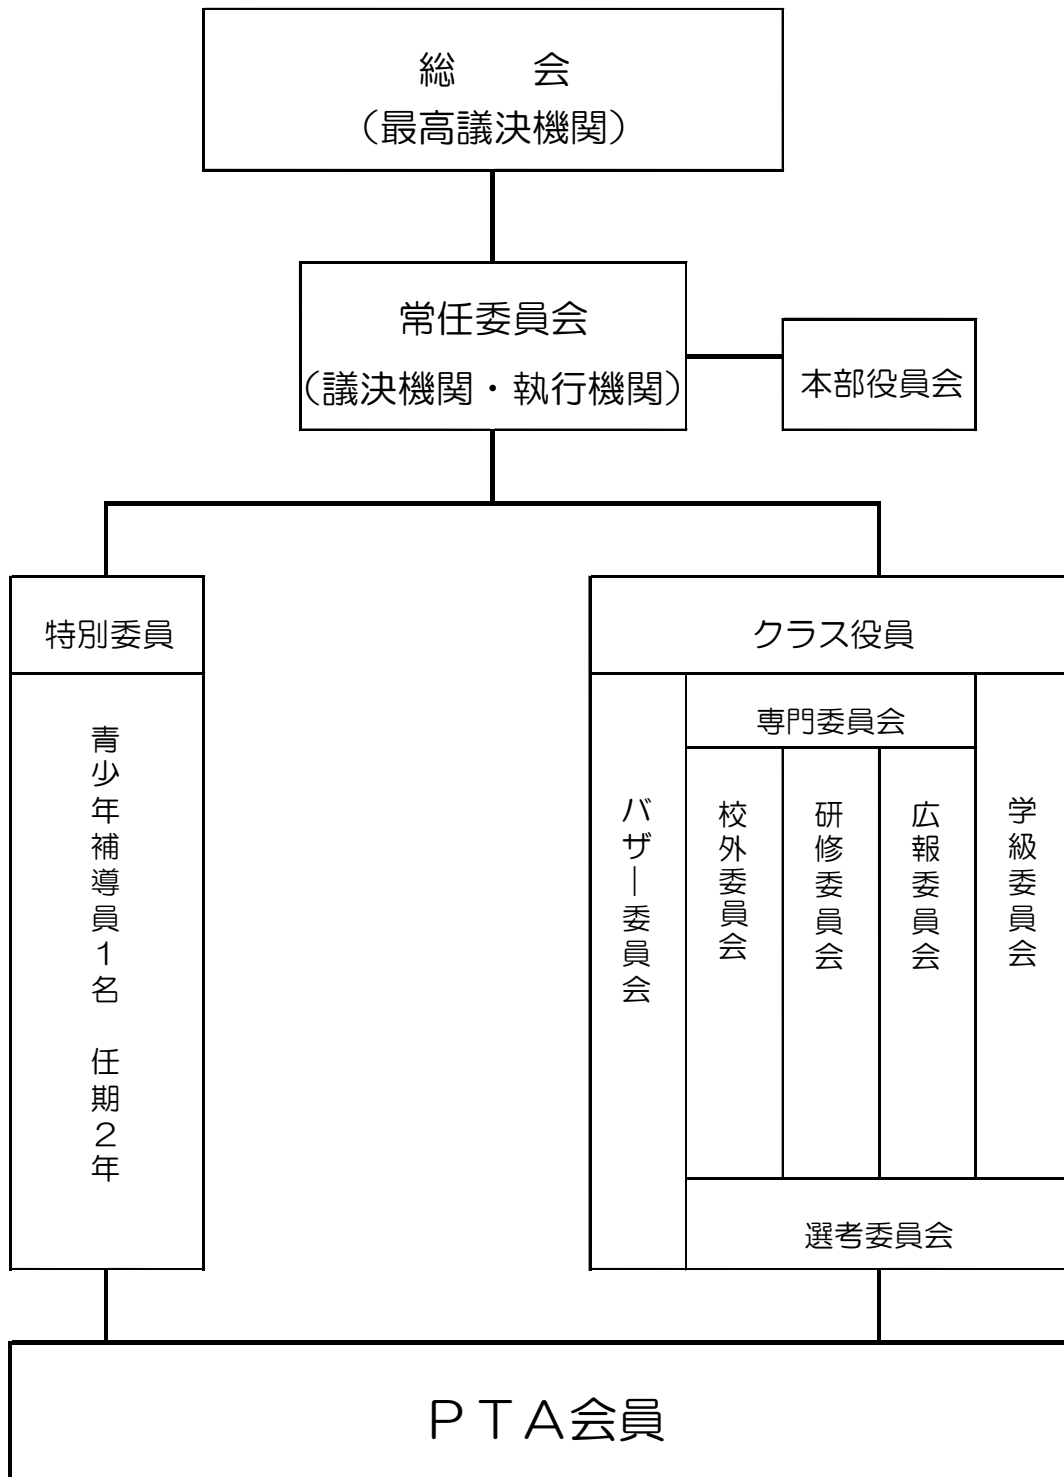 総　会
（最高議決機関）
常任委員会
（議決機関・執行機関）
本部役員会
特別委員
青少年補導員１名　任期２年
クラス役員
バザー委員会
専門委員会
校外委員会
研修委員会
広報委員会
学級委員会
選考委員会
ＰＴＡ会員